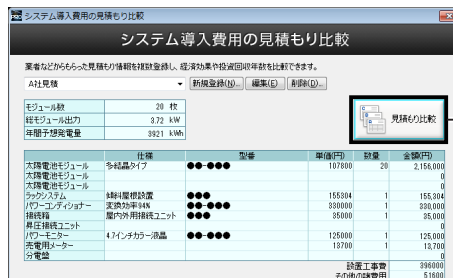 システム導入費用の見積もり比較
システム導入費用の見積もり比較
業者などからもらった見積もり情報を複数登録し、経済効果や投資回収年数を比較できます。
A社見積 新規登録(N)... 編集(E) 削除(D)...
モジュール数 20 枚
総モジュール出力 3.72 kW
年間予想発電量 3921 kWh
見積もり比較
仕様 型番 単価(円) 数量 金額(円)
太陽電池モジュール 多結晶タイプ ●●-●●● 107800 20 2,156,000
太陽電池モジュール 0
太陽電池モジュール 0
ラックシステム 傾斜屋根設置 ●●● 155304 1 155,304
パワーコンディショナー 変換効率94% ●●-●●● 330000 1 330,000
接続箱 屋内外用接続ユニット ●●● 35000 1 35,000
昇圧接続ユニット 0
パワーモニター 4.7インチカラー液晶 ●●-●●● 125000 1 125,000
売電用メーター 13700 1 13,700
分電盤 0
設置工事費 396000
その他の諸費用 51600